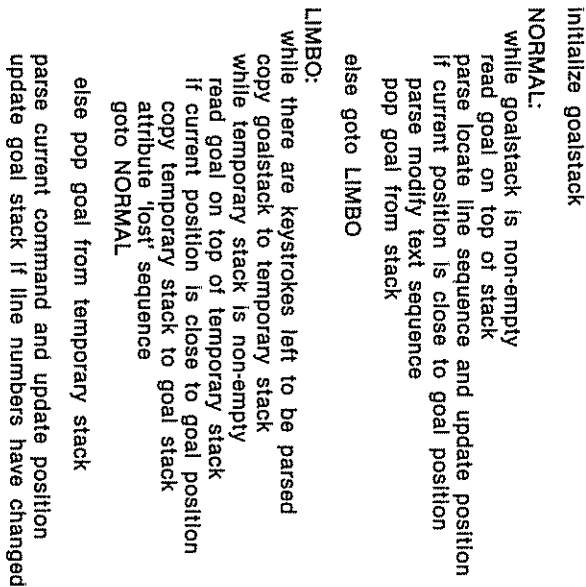 initialize goalstack
NORMAL:
while goalstack is non-empty
read goal on top of stack
parse locate line sequence and update position
if current position is close to goal position
parse modify text sequence
pop goal from stack
else goto LIMBO
LIMBO:
while there are keystrokes left to be parsed
copy goalstack to temporary stack
while temporary stack is non-empty
read goal on top of temporary stack
if current position is close to goal position
copy temporary stack to goal stack
attribute 'lost' sequence
goto NORMAL
else pop goal from temporary stack
parse current command and update position
update goal stack if line numbers have changed